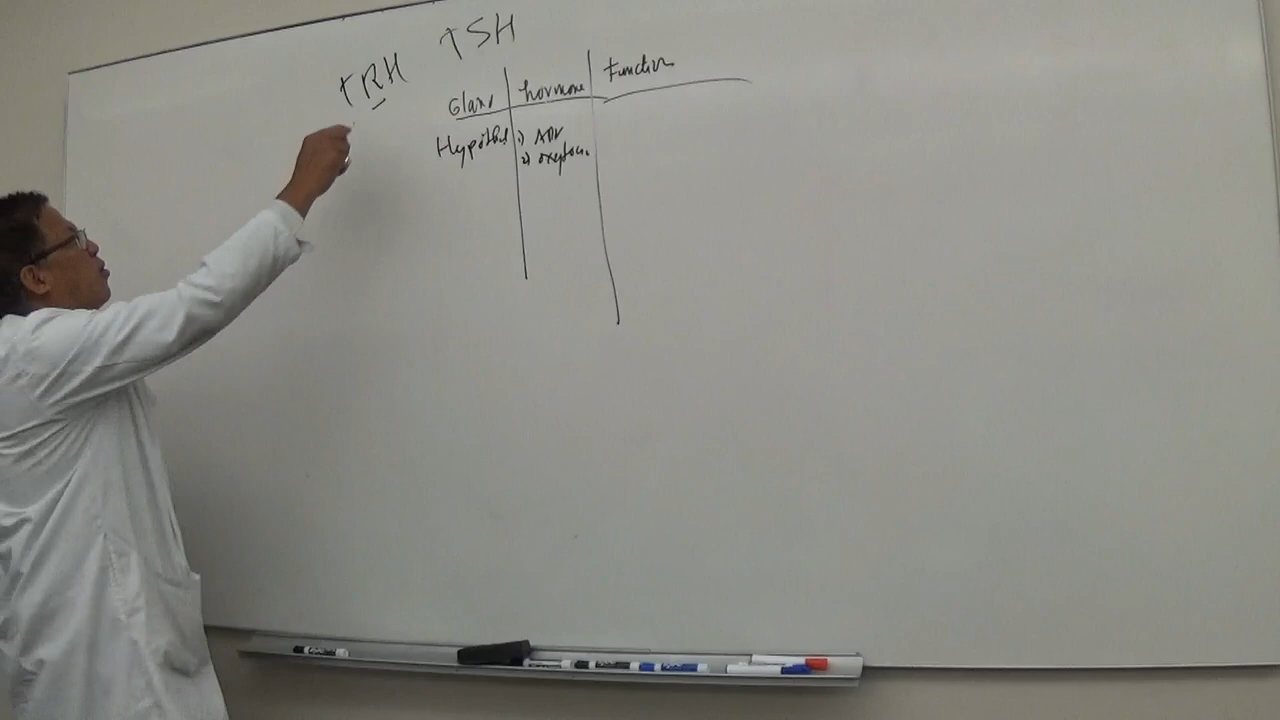 TRH TSH
Gland hormone Function
Hypothal 1) ADH
2) oxytocin